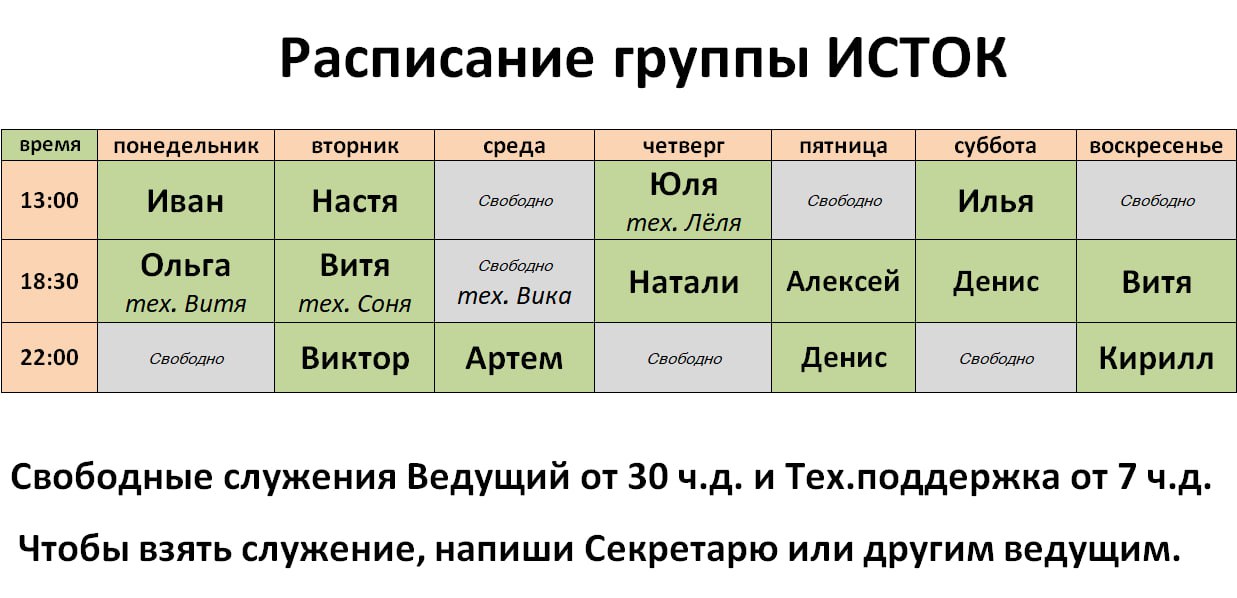 Расписание группы ИСТОК
время понедельник вторник среда четверг пятница суббота воскресенье
13:00 Иван Настя Свободно Юля тех. Лёля Свободно Илья Свободно
18:30 Ольга тех. Витя Витя тех. Соня Свободно тех. Вика Натали Алексей Денис Витя
22:00 Свободно Виктор Артем Свободно Денис Свободно Кирилл
Свободные служения Ведущий от 30 ч.д. и Тех.поддержка от 7 ч.д.
Чтобы взять служение, напиши Секретарю или другим ведущим.